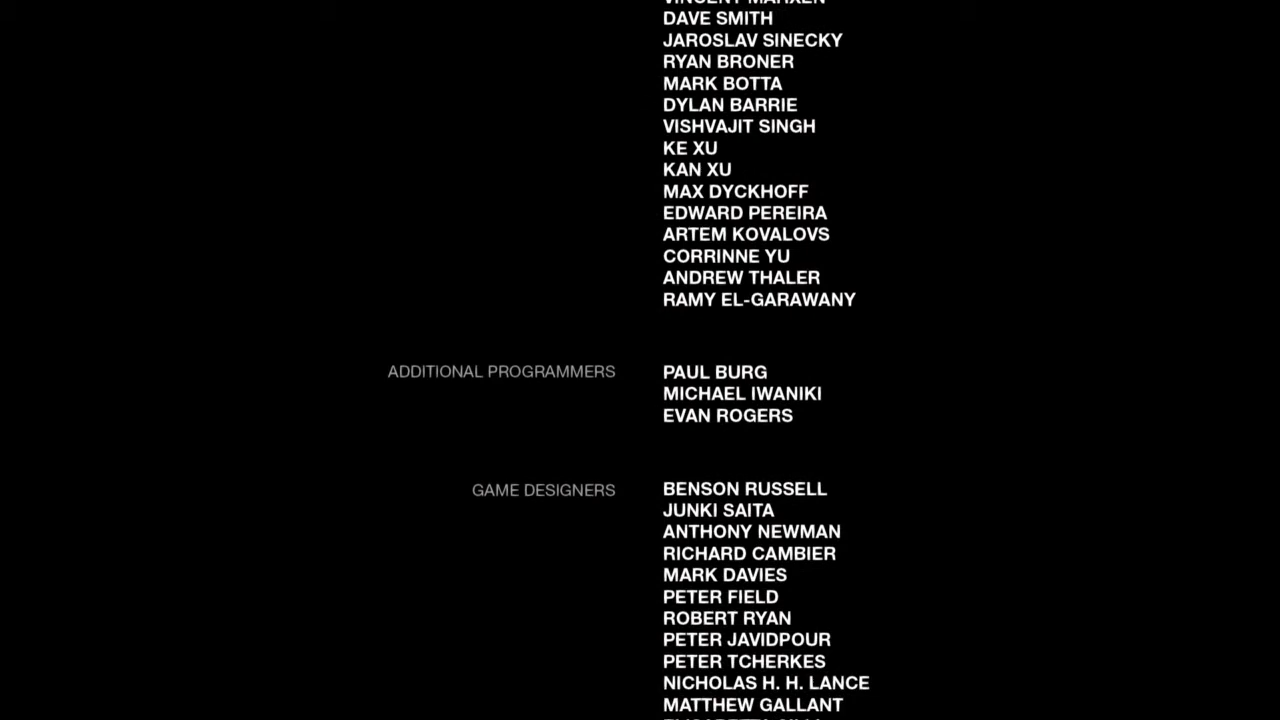 VINCENT MARXEN
DAVE SMITH
JAROSLAV SINECKY
RYAN BRONER
MARK BOTTA
DYLAN BARRIE
VISHVAJIT SINGH
KE XU
KAN XU
MAX DYCKHOFF
EDWARD PEREIRA
ARTEM KOVALOVS
CORRINNE YU
ANDREW THALER
RAMY EL-GARAWANY
ADDITIONAL PROGRAMMERS PAUL BURG
MICHAEL IWANIKI
EVAN ROGERS
GAME DESIGNERS BENSON RUSSELL
JUNKI SAITA
ANTHONY NEWMAN
RICHARD CAMBIER
MARK DAVIES
PETER FIELD
ROBERT RYAN
PETER JAVIDPOUR
PETER TCHERKES
NICHOLAS H. H. LANCE
MATTHEW GALLANT